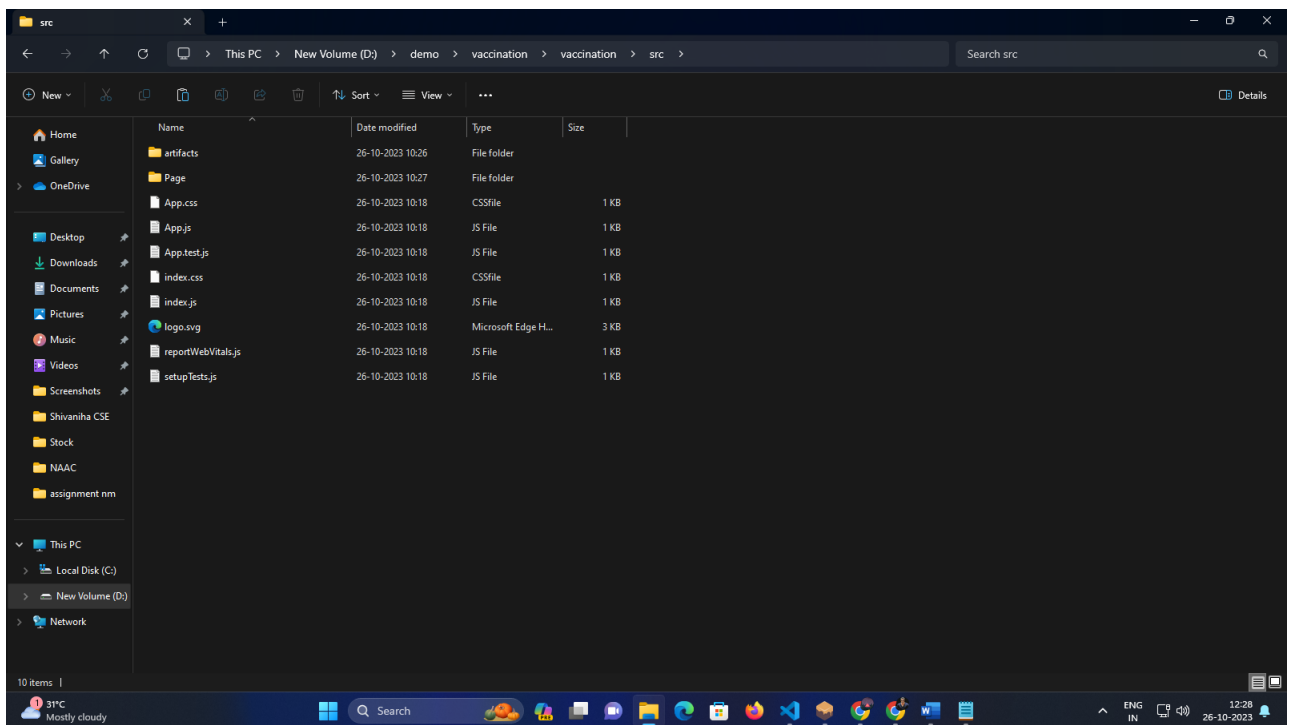 src
This PC > New Volume (D:) > demo > vaccination > vaccination > src >
Search src
New
Sort
View
Details
Name Date modified Type Size
artifacts 26-10-2023 10:26 File folder
Page 26-10-2023 10:27 File folder
App.css 26-10-2023 10:18 CSSfile 1 KB
App.js 26-10-2023 10:18 JS File 1 KB
App.test.js 26-10-2023 10:18 JS File 1 KB
index.css 26-10-2023 10:18 CSSfile 1 KB
index.js 26-10-2023 10:18 JS File 1 KB
logo.svg 26-10-2023 10:18 Microsoft Edge H... 3 KB
reportWebVitals.js 26-10-2023 10:18 JS File 1 KB
setupTests.js 26-10-2023 10:18 JS File 1 KB
Home
Gallery
OneDrive
Desktop
Downloads
Documents
Pictures
Music
Videos
Screenshots
Shivaniha CSE
Stock
NAAC
assignment nm
This PC
Local Disk (C:)
New Volume (D:)
Network
10 items
1
31°C
Mostly cloudy
Search
ENG
IN
12:28
26-10-2023